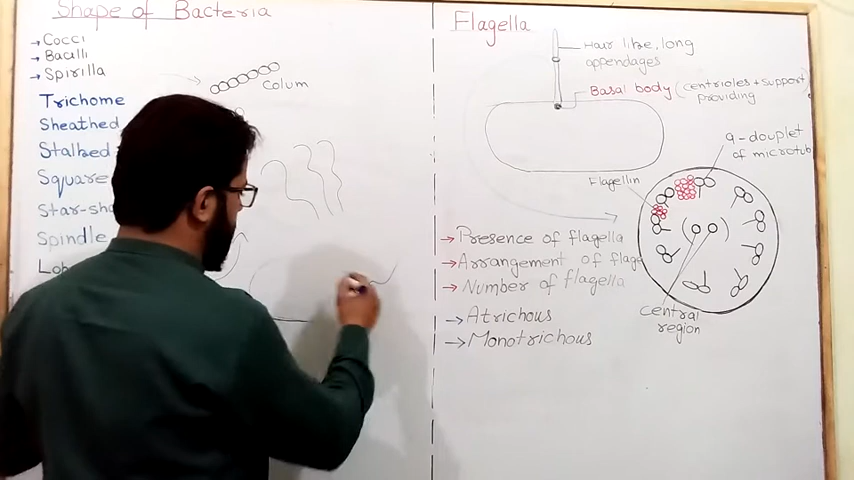 Shape of Bacteria
→ Cocci
→ Bacilli
→ Spirilla
Trichome
Sheathed
Stalked
Square
Star-sha
Spindle
Lob
Colum
Flagella
Hair like, long
appendages
Basal body (centrioles + support
providing
9-douplet
of microtub
Flagellin
→ Presence of flagella
→ Arrangement of flage
→ Number of flagella
→ Atrichous
→ Monotrichous
central
region